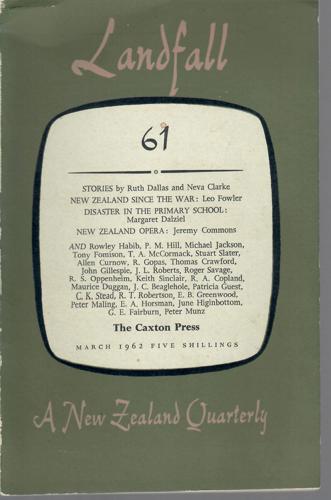 Landfall
61
STORIES by Ruth Dallas and Neva Clarke
NEW ZEALAND SINCE THE WAR: Leo Fowler
DISASTER IN THE PRIMARY SCHOOL:
Margaret Dalziel
NEW ZEALAND OPERA: Jeremy Commons
AND Rowley Habib, P. M. Hill, Michael Jackson,
Tony Fomison, T. A. McCormack, Stuart Slater,
Allen Curnow, R. Gopas, Thomas Crawford,
John Gillespie, J. L. Roberts, Roger Savage,
R. S. Oppenheim, Keith Sinclair, R. A. Copland,
Maurice Duggan, J. C. Beaglehole, Patricia Guest,
C. K. Stead, R. T. Robertson, E. B. Greenwood,
Peter Maling, E. A. Horsman, June Higinbottom,
G. E. Fairburn, Peter Munz
The Caxton Press
MARCH 1962 FIVE SHILLINGS
A New Zealand Quarterly